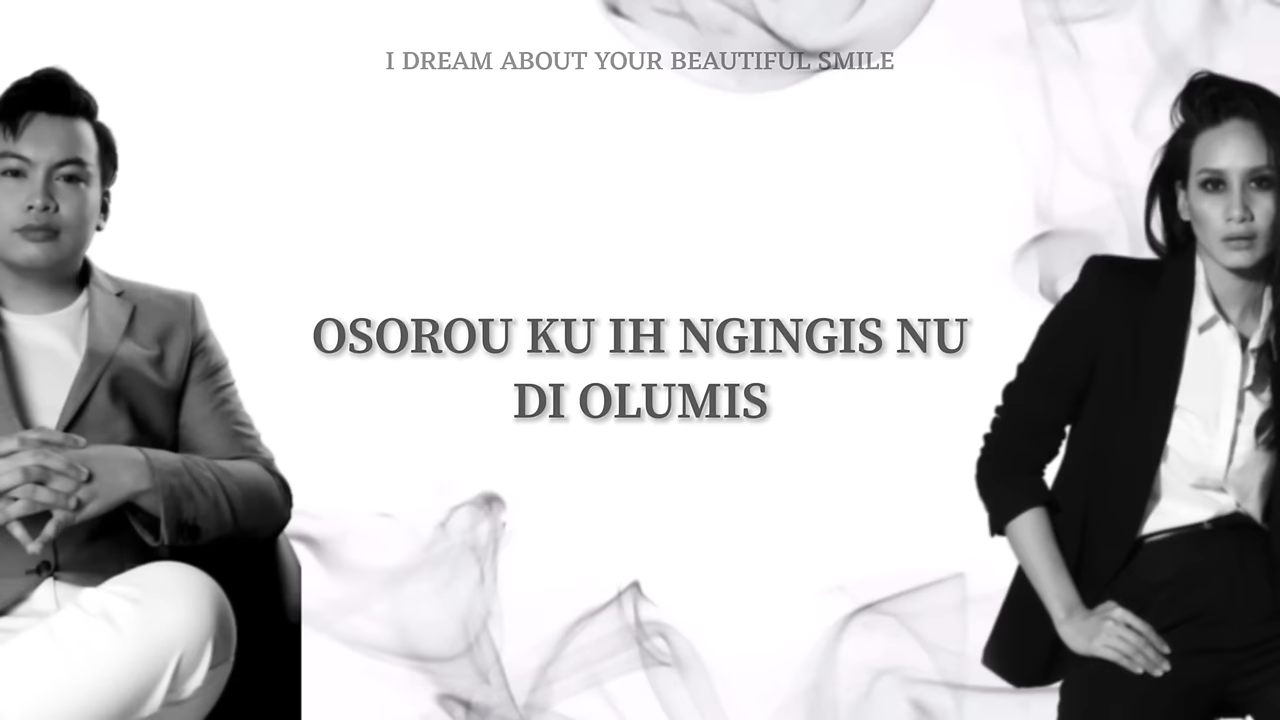 I DREAM ABOUT YOUR BEAUTIFUL SMILE
OSOROU KU IH NGINGIS NU
DI OLUMIS